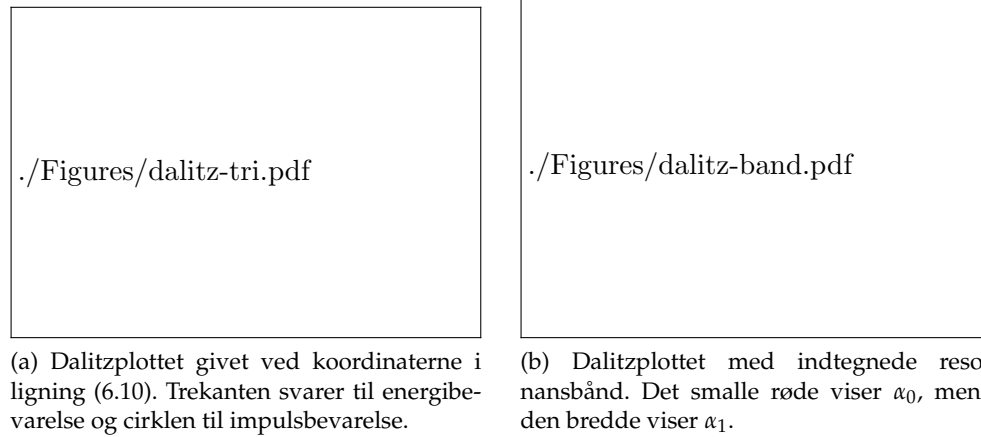 ./Figures/dalitz-tri.pdf
./Figures/dalitz-band.pdf
(a) Dalitzplottet givet ved koordinaterne i
ligning (6.10). Trekanten svarer til energibe-
varelse og cirklen til impulsbevarelse.
(b) Dalitzplottet med indtegnede reso
nansbånd. Det smalle røde viser α₀, men
den bredde viser α₁.